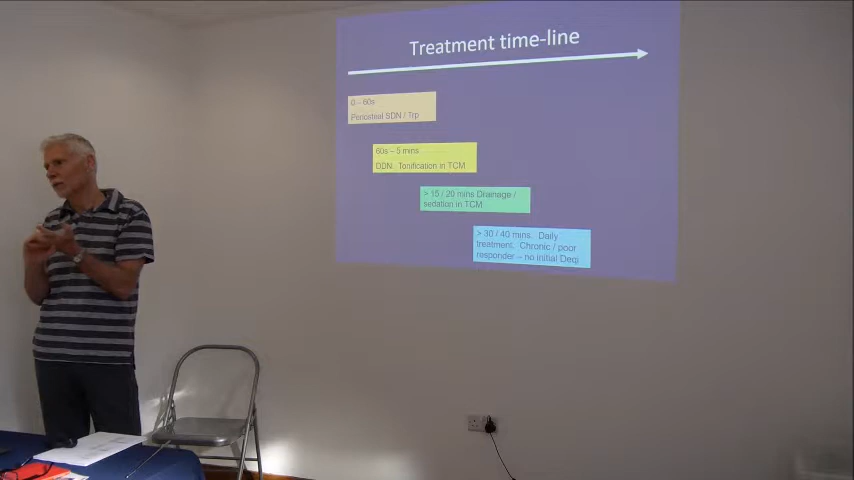 Treatment time-line
0 – 60s
Periosteal SDN / Trp
60s – 5 mins
DDN. Tonification in TCM
> 15 / 20 mins Drainage /
sedation in TCM
> 30 / 40 mins. Daily
treatment. Chronic / poor
responder – no initial Deqi